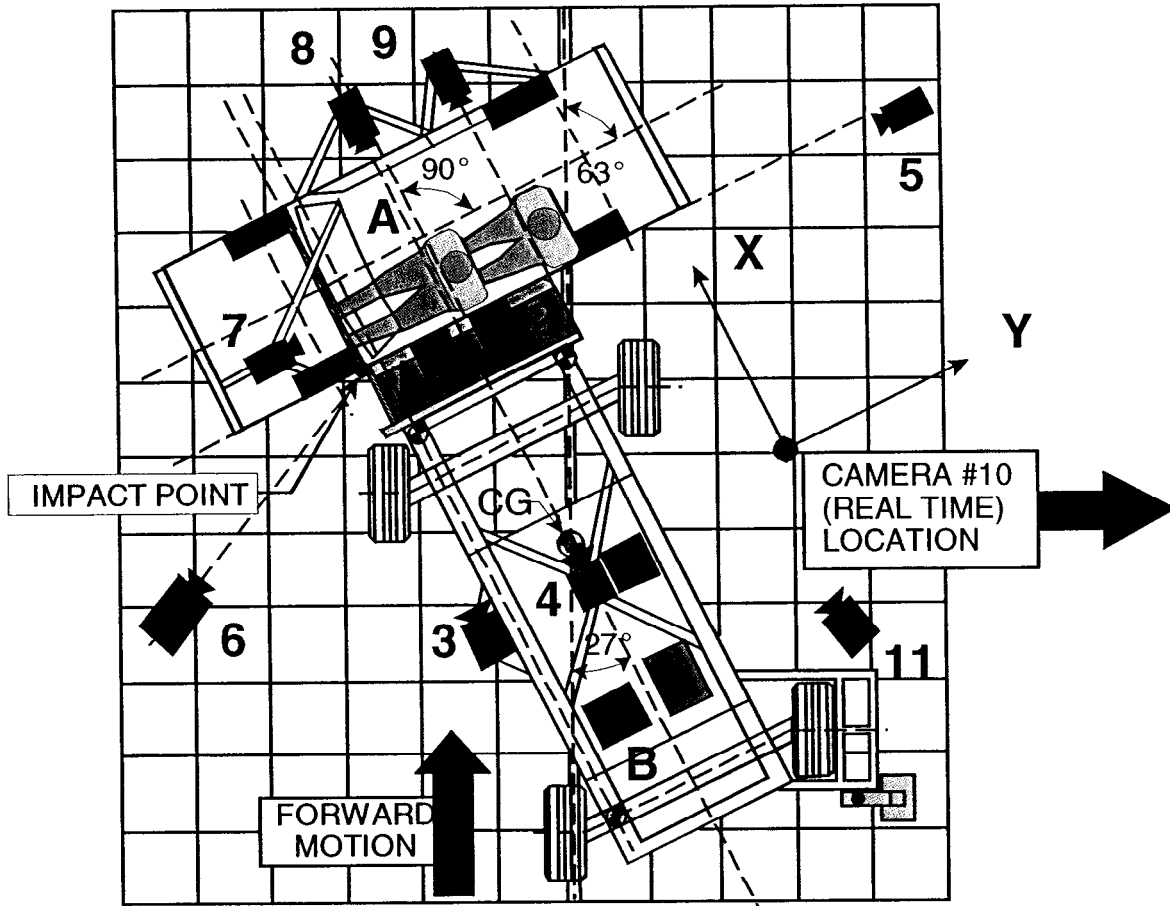 8
9
5
90°
63°
A
X
Y
7
2
IMPACT POINT
CG
CAMERA #10
(REAL TIME)
LOCATION
4
6
3
27°
11
B
FORWARD
MOTION